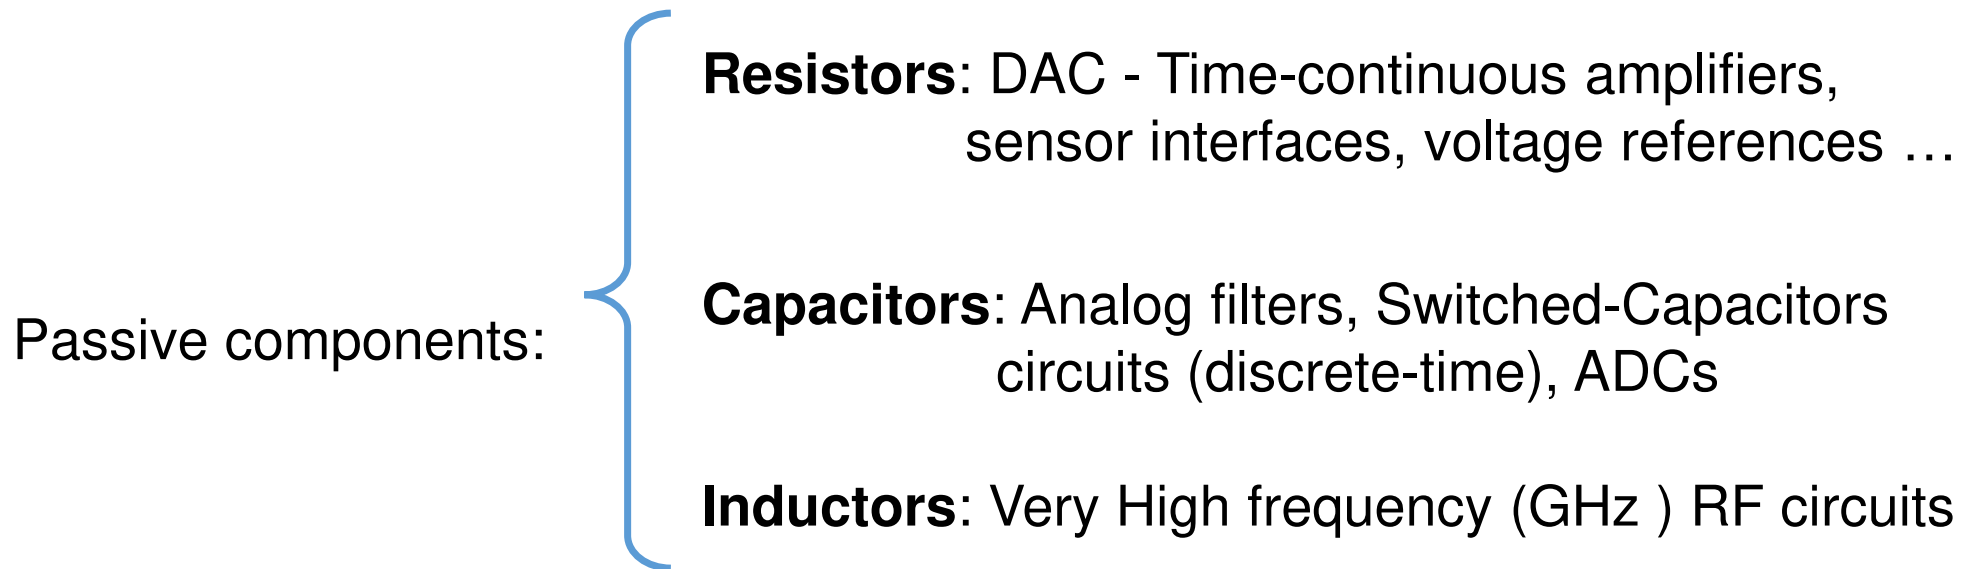 Passive components:
Resistors: DAC - Time-continuous amplifiers,
sensor interfaces, voltage references …
Capacitors: Analog filters, Switched-Capacitors
circuits (discrete-time), ADCs
Inductors: Very High frequency (GHz ) RF circuits